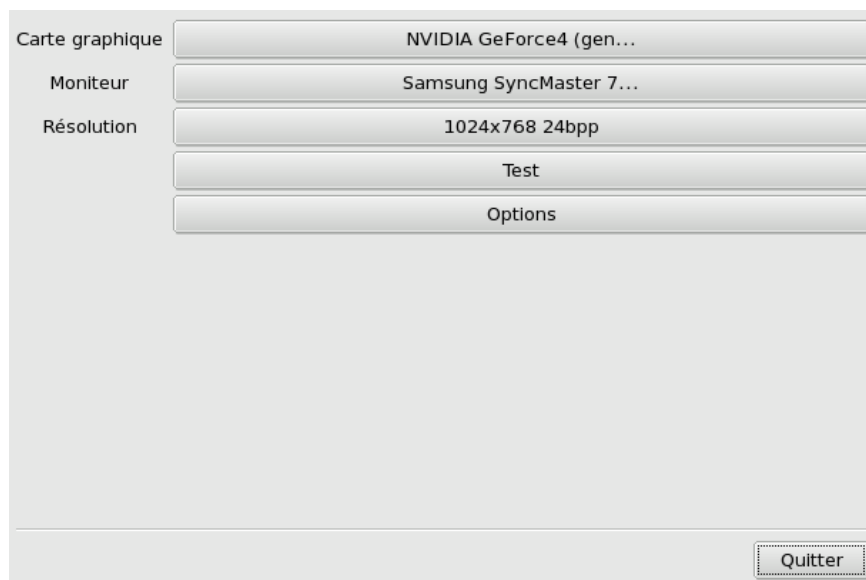 Carte graphique NVIDIA GeForce4 (gen...
Moniteur Samsung SyncMaster 7...
Résolution 1024x768 24bpp
Test
Options
Quitter